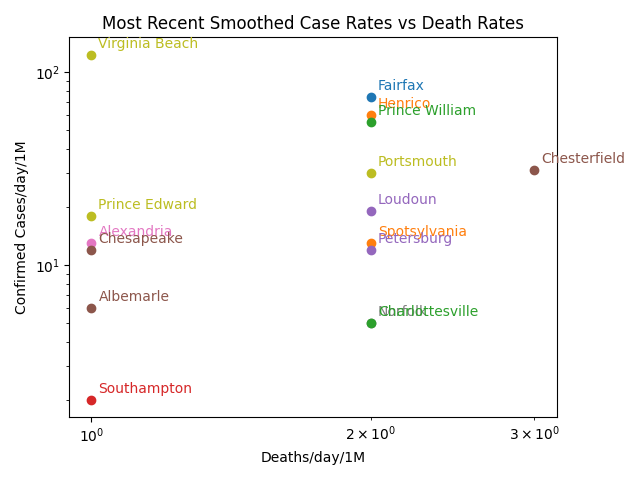 Most Recent Smoothed Case Rates vs Death Rates
Virginia Beach
10²
Fairfax
Henrico
Prince William
Portsmouth
Chesterfield
Loudoun
Prince Edward
Alexandria
Spotsylvania
Chesapeake
Petersburg
10¹
Albemarle
Norfolk
Charlottesville
Southampton
10⁰
2 × 10⁰
3 × 10⁰
Deaths/day/1M
Confirmed Cases/day/1M